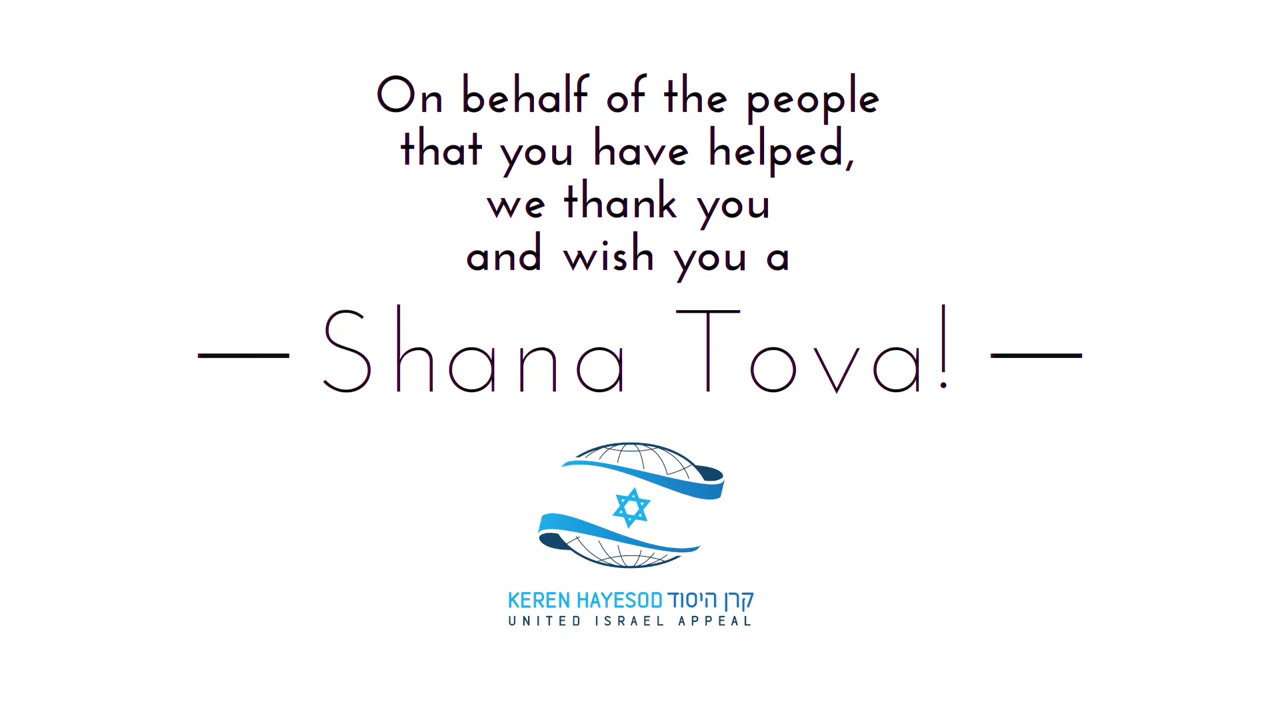 On behalf of the people
that you have helped,
we thank you
and wish you a
— Shana Tova! —
KEREN HAYESOD קרן היסוד
UNITED ISRAEL APPEAL